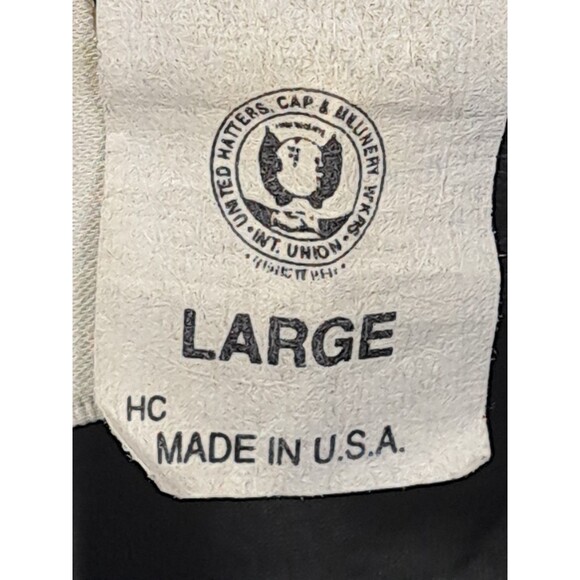 UNITED HATTERS, CAP & MILLINERY WKRS
• INT. UNION •
LARGE
HC
MADE IN U.S.A.